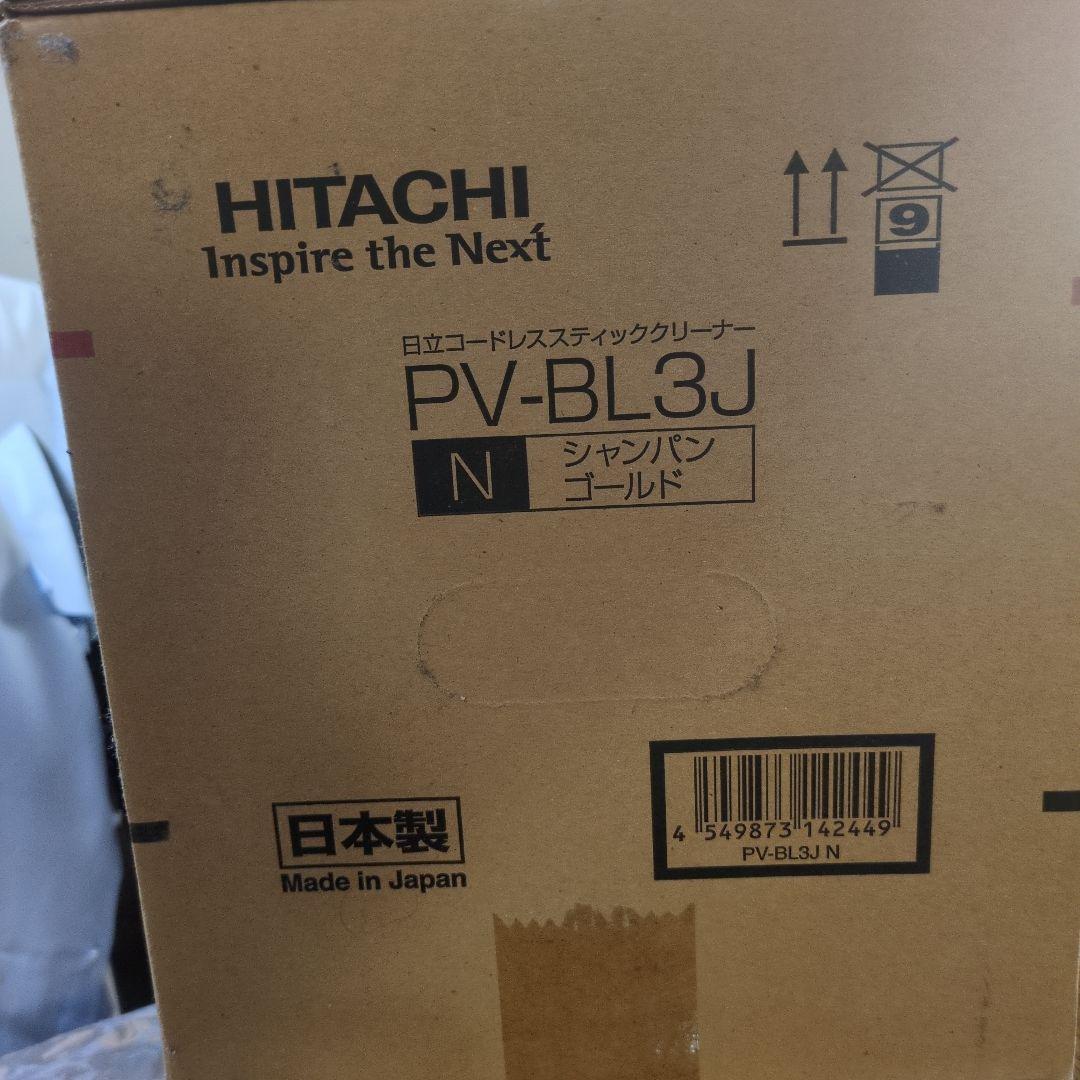 HITACHI
Inspire the Next
9
日立コードレススティッククリーナー
PV-BL3J
N
シャンパン
ゴールド
日本製
Made in Japan
4 549873 142449
PV-BL3J N